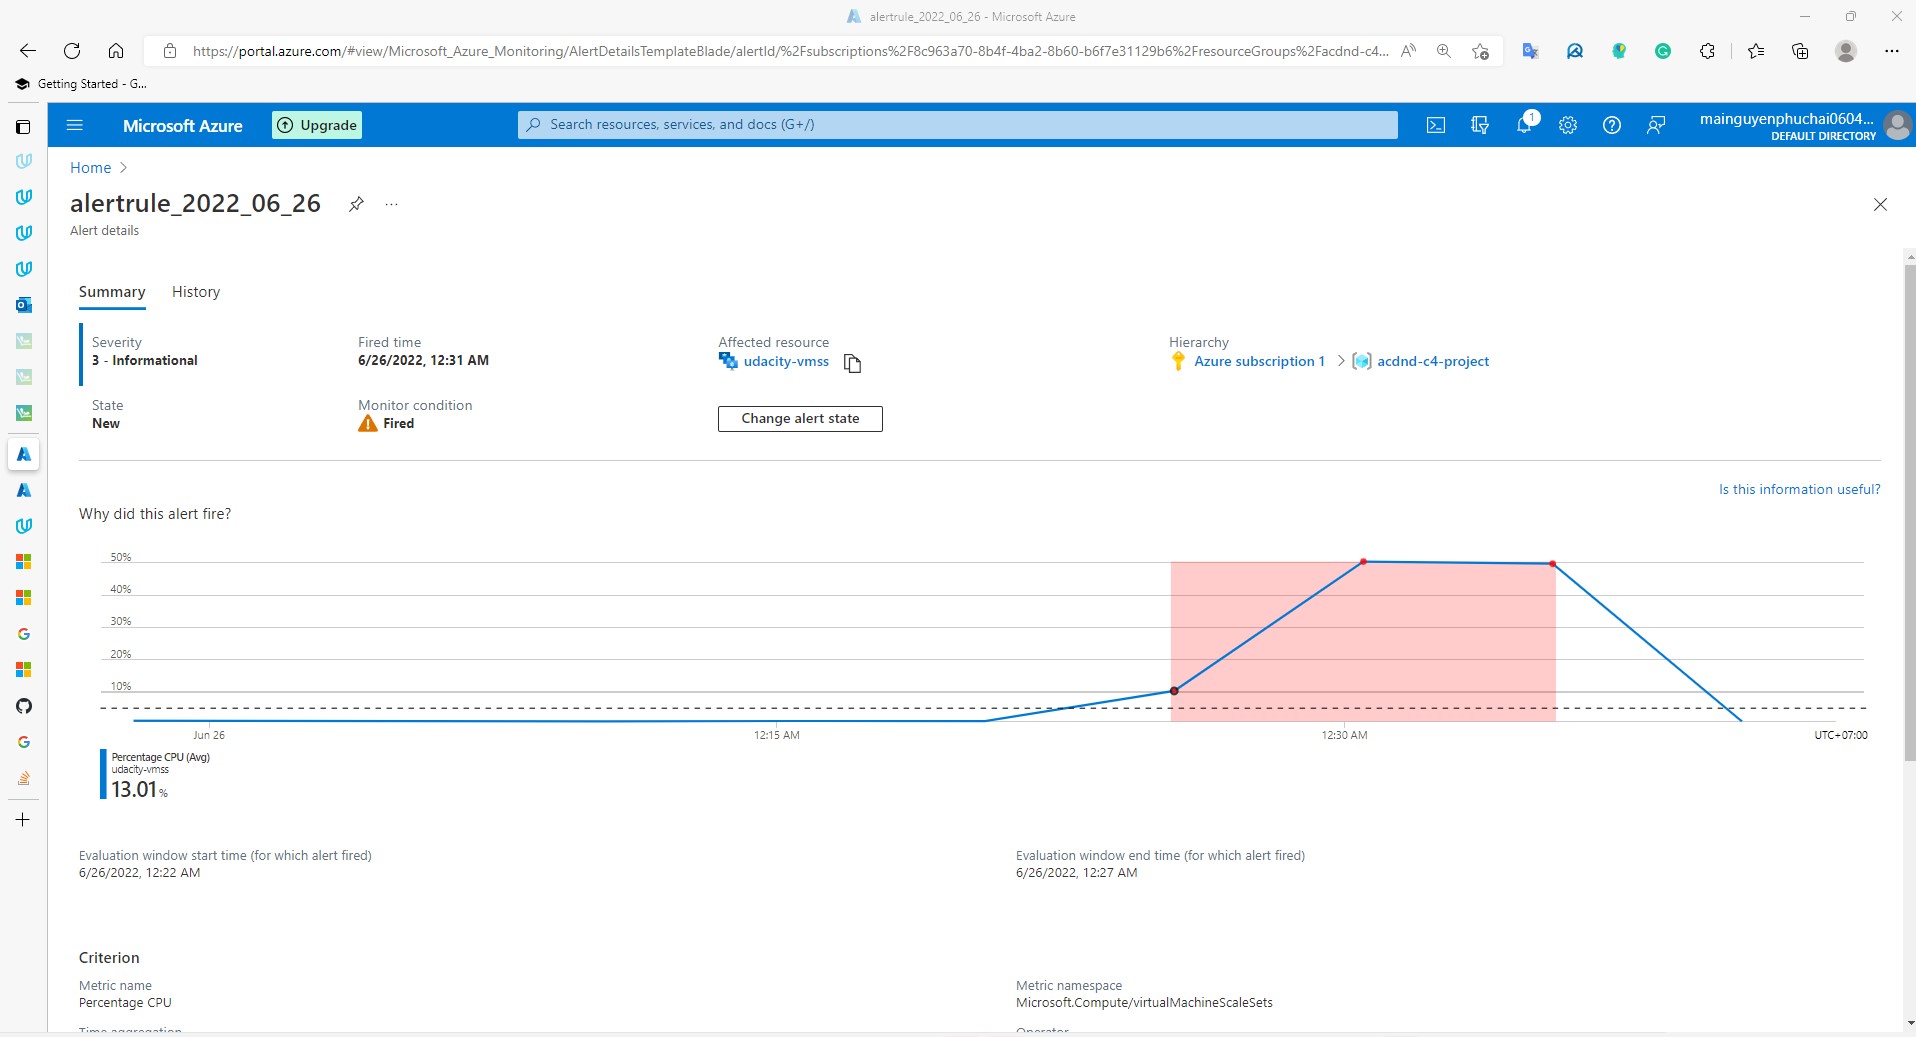 alertrule_2022_06_26 - Microsoft Azure
https://portal.azure.com/#view/Microsoft_Azure_Monitoring/AlertDetailsTemplateBlade/alertId/%2Fsubscriptions%2F8c963a70-8b4f-4ba2-8b60-b6f7e31129b6%2FresourceGroups%2Facdnd-c4...
Getting Started - G...
Microsoft Azure
Upgrade
Search resources, services, and docs (G+/)
1
mainguyenphuchai0604...
DEFAULT DIRECTORY
Home >
alertrule_2022_06_26
Alert details
Summary History
Severity Fired time Affected resource Hierarchy
3 - Informational 6/26/2022, 12:31 AM udacity-vmss Azure subscription 1 > acdnd-c4-project
State Monitor condition
New Fired Change alert state
Is this information useful?
Why did this alert fire?
50%
40%
30%
20%
10%
Jun 26 12:15 AM 12:30 AM UTC+07:00
Percentage CPU (Avg)
udacity-vmss
13.01 %
Evaluation window start time (for which alert fired) Evaluation window end time (for which alert fired)
6/26/2022, 12:22 AM 6/26/2022, 12:27 AM
Criterion
Metric name Metric namespace
Percentage CPU Microsoft.Compute/virtualMachineScaleSets
Time aggregation Operator